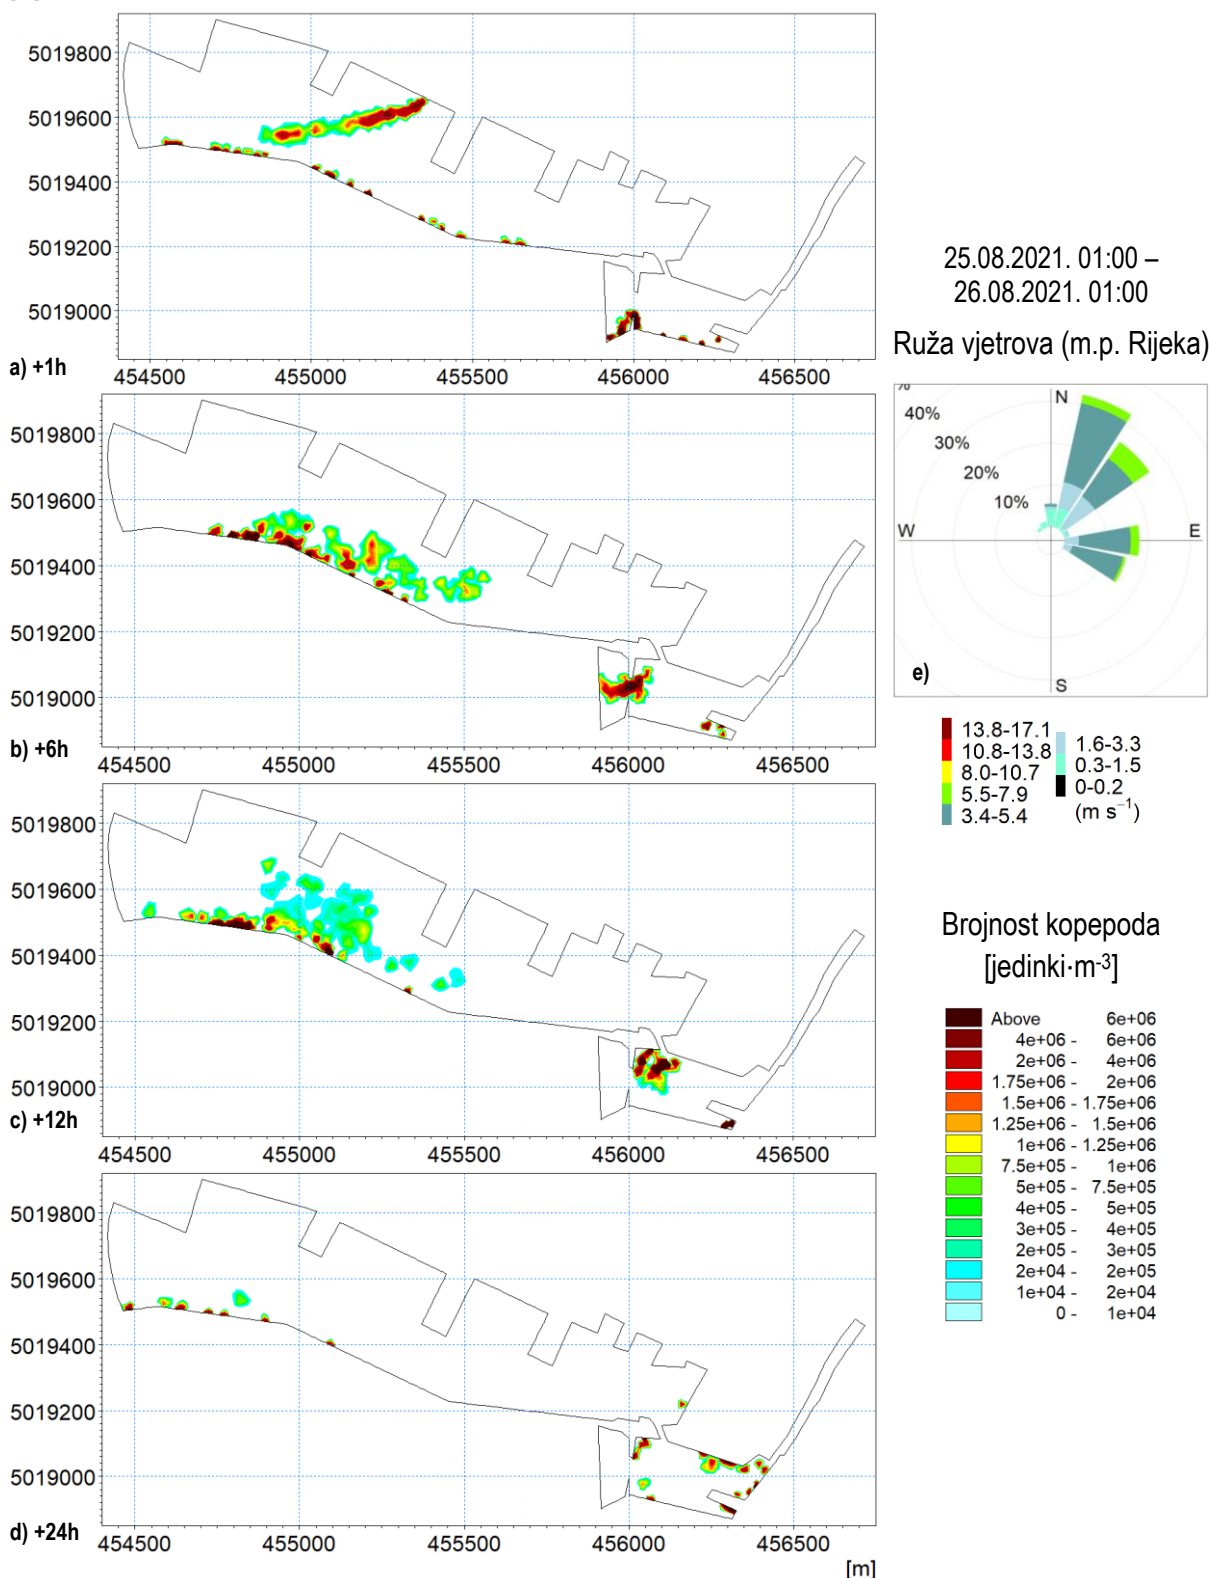 5019800
5019600
5019400
5019200
5019000
a) +1h
454500 455000 455500 456000 456500
5019800
5019600
5019400
5019200
5019000
b) +6h
454500 455000 455500 456000 456500
5019800
5019600
5019400
5019200
5019000
c) +12h
454500 455000 455500 456000 456500
5019800
5019600
5019400
5019200
5019000
d) +24h
454500 455000 455500 456000 456500
[m]
25.08.2021. 01:00 –
26.08.2021. 01:00
Ruža vjetrova (m.p. Rijeka)
%
40%
30%
20%
10%
N
W
E
S
e)
13.8-17.1
10.8-13.8
8.0-10.7
5.5-7.9
3.4-5.4
1.6-3.3
0.3-1.5
0-0.2
(m s⁻¹)
Brojnost kopepoda
[jedinki·m⁻³]
Above 6e+06
4e+06 - 6e+06
2e+06 - 4e+06
1.75e+06 - 2e+06
1.5e+06 - 1.75e+06
1.25e+06 - 1.5e+06
1e+06 - 1.25e+06
7.5e+05 - 1e+06
5e+05 - 7.5e+05
4e+05 - 5e+05
3e+05 - 4e+05
2e+05 - 3e+05
2e+04 - 2e+05
1e+04 - 2e+04
0 - 1e+04